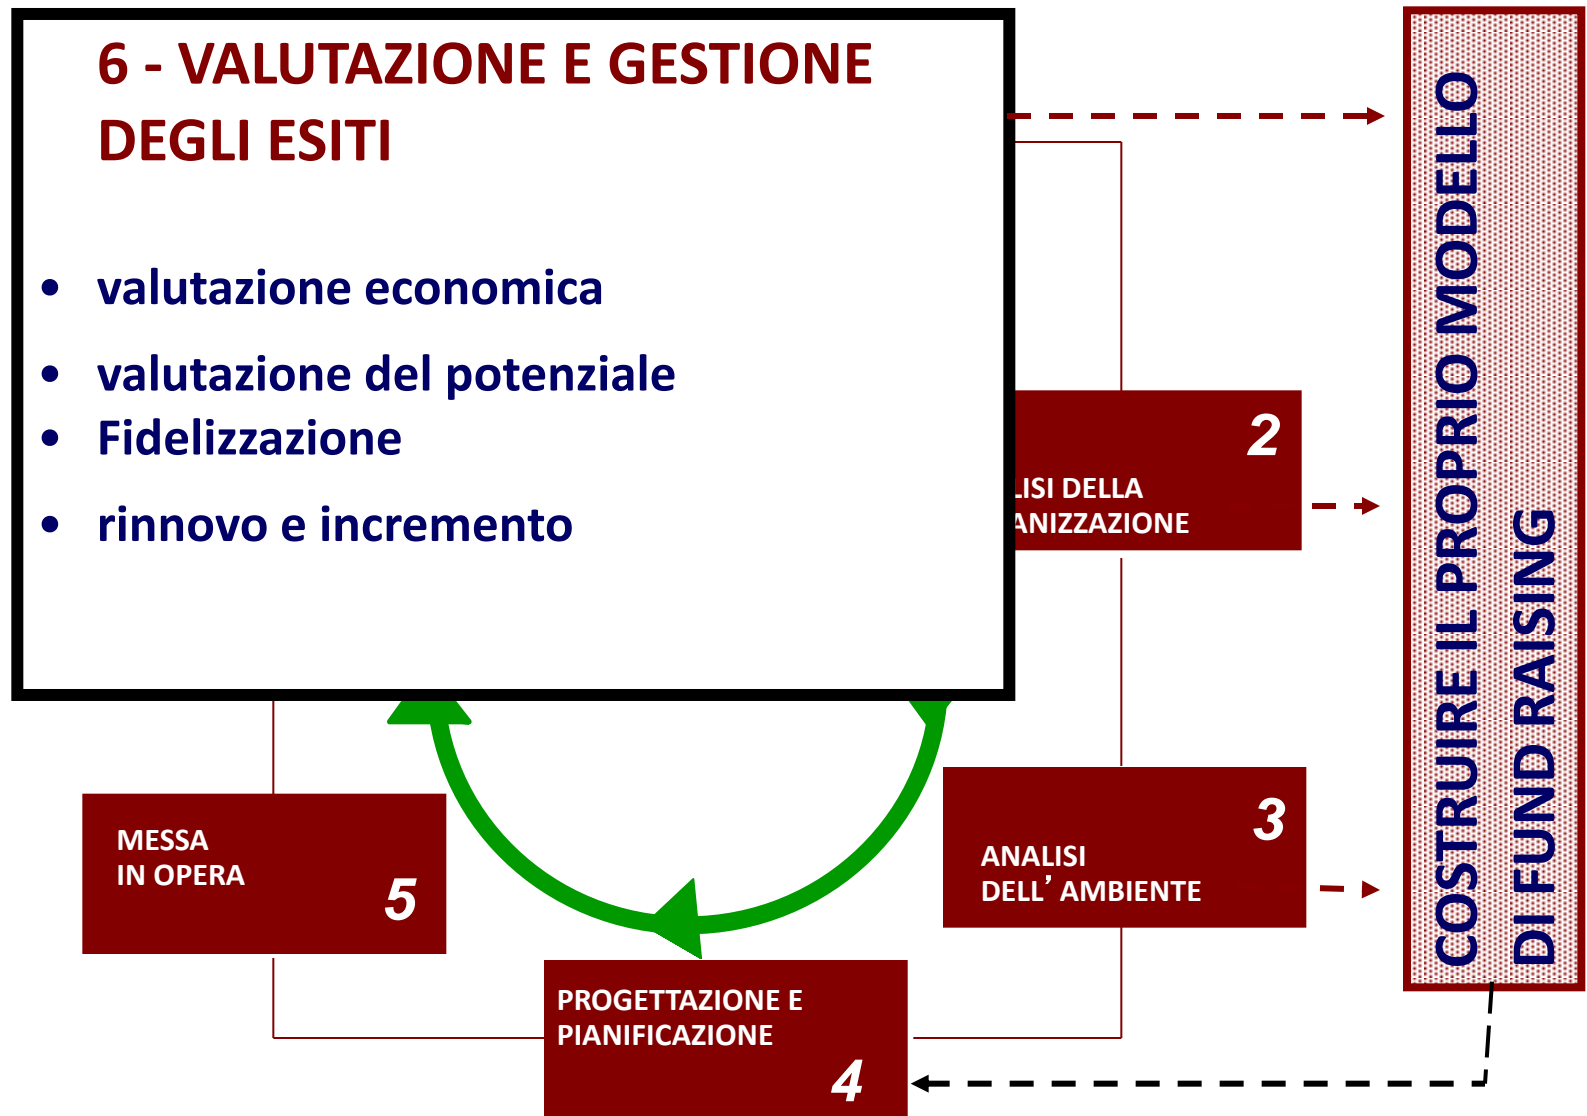 6 - VALUTAZIONE E GESTIONE
DEGLI ESITI
• valutazione economica
• valutazione del potenziale
• Fidelizzazione
• rinnovo e incremento
2
LISI DELLA
ANIZZAZIONE
3
ANALISI
DELL’ AMBIENTE
PROGETTAZIONE E
PIANIFICAZIONE
4
MESSA
IN OPERA
5
COSTRUIRE IL PROPRIO MODELLO
DI FUND RAISING